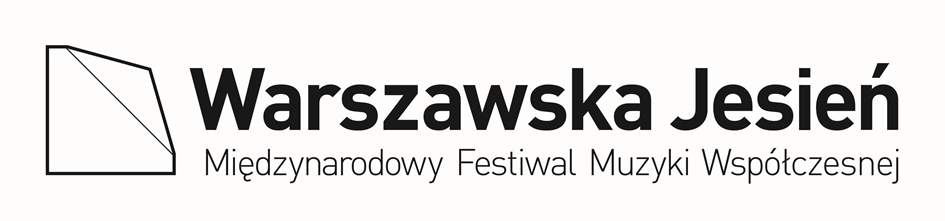 Warszawska Jesień
Międzynarodowy Festiwal Muzyki Współczesnej